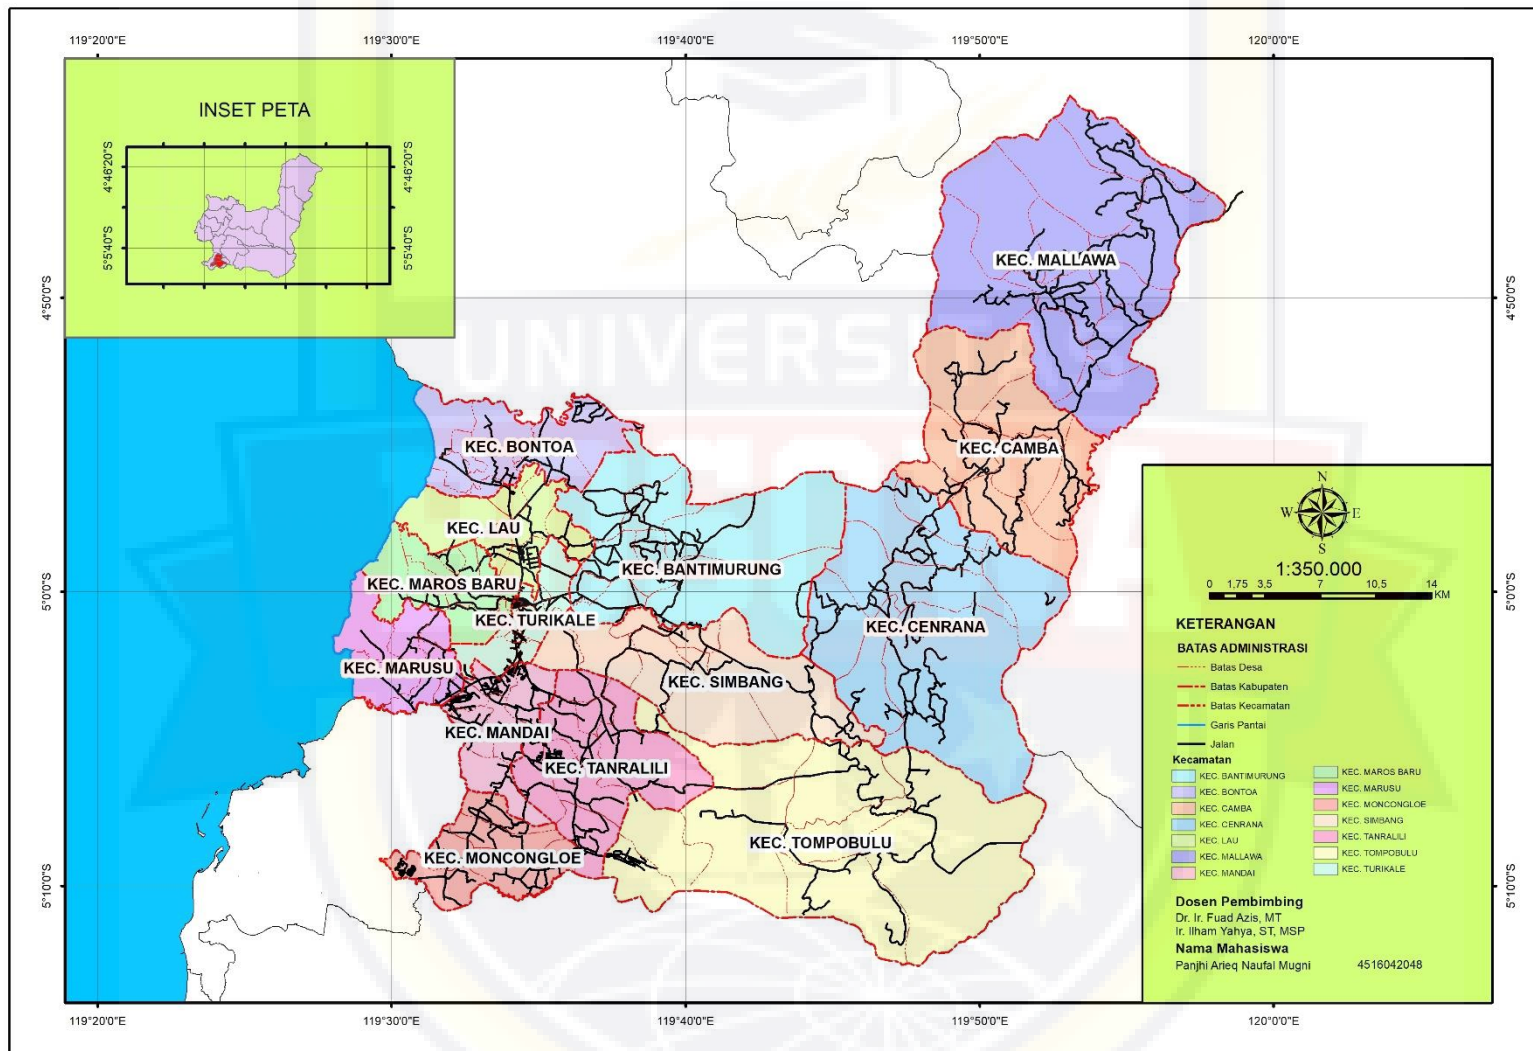 119°20'0"E 119°30'0"E 119°40'0"E 119°50'0"E 120°0'0"E
INSET PETA
4°46'20"S 4°46'20"S
5°5'40"S 5°5'40"S
4°50'0"S 4°50'0"S
5°0'0"S 5°0'0"S
5°10'0"S 5°10'0"S
UNIVERSITAS
KEC. MALLAWA
KEC. CAMBA
KEC. BONTOA
KEC. LAU
KEC. BANTIMURUNG
KEC. MAROS BARU
KEC. TURIKALE
KEC. CENRANA
KEC. MARUSU
KEC. SIMBANG
KEC. MANDAI
KEC. TANRALILI
KEC. TOMPOBULU
KEC. MONCONGLOE
N
W E
S
1:350.000
0 1,75 3,5 7 10,5 14
KM
KETERANGAN
BATAS ADMINISTRASI
Batas Desa
Batas Kabupaten
Batas Kecamatan
Garis Pantai
Jalan
Kecamatan
KEC. BANTIMURUNG
KEC. BONTOA
KEC. CAMBA
KEC. CENRANA
KEC. LAU
KEC. MALLAWA
KEC. MANDAI
KEC. MAROS BARU
KEC. MARUSU
KEC. MONCONGLOE
KEC. SIMBANG
KEC. TANRALILI
KEC. TOMPOBULU
KEC. TURIKALE
Dosen Pembimbing
Dr. Ir. Fuad Azis, MT
Ir. Ilham Yahya, ST, MSP
Nama Mahasiswa
Panjhi Arieq Naufal Mugni 4516042048
119°20'0"E 119°30'0"E 119°40'0"E 119°50'0"E 120°0'0"E